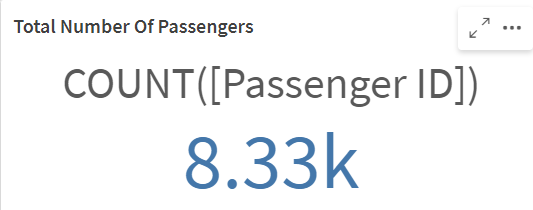 Total Number Of Passengers
COUNT([Passenger ID])
8.33k